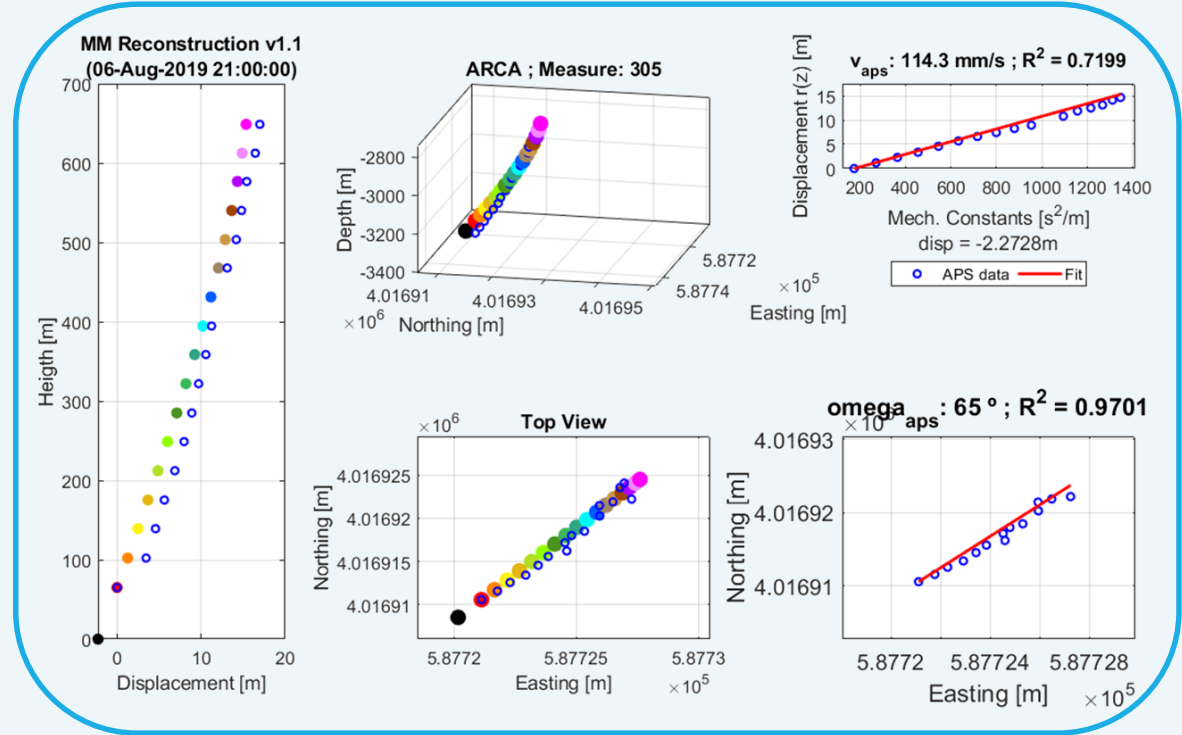 MM Reconstruction v1.1
(06-Aug-2019 21:00:00)
700
600
500
400
300
200
100
0
Heigth [m]
0 10 20
Displacement [m]
ARCA ; Measure: 305
-2800
-3000
-3200
-3400
Depth [m]
4.01691 4.01693 4.01695
×10⁶ Northing [m]
5.8772
5.8774
×10⁵
Easting [m]
v_aps: 114.3 mm/s ; R² = 0.7199
15
10
5
0
Displacement r(z) [m]
200 400 600 800 1000 1200 1400
Mech. Constants [s²/m]
disp = -2.2728m
APS data Fit
Top View
×10⁶
4.016925
4.01692
4.016915
4.01691
Northing [m]
5.8772 5.87725 5.8773
Easting [m] ×10⁵
omega_aps: 65 º ; R² = 0.9701
4.01693
4.01692
4.01691
Northing [m]
5.8772 5.87724 5.87728
Easting [m] ×10⁵